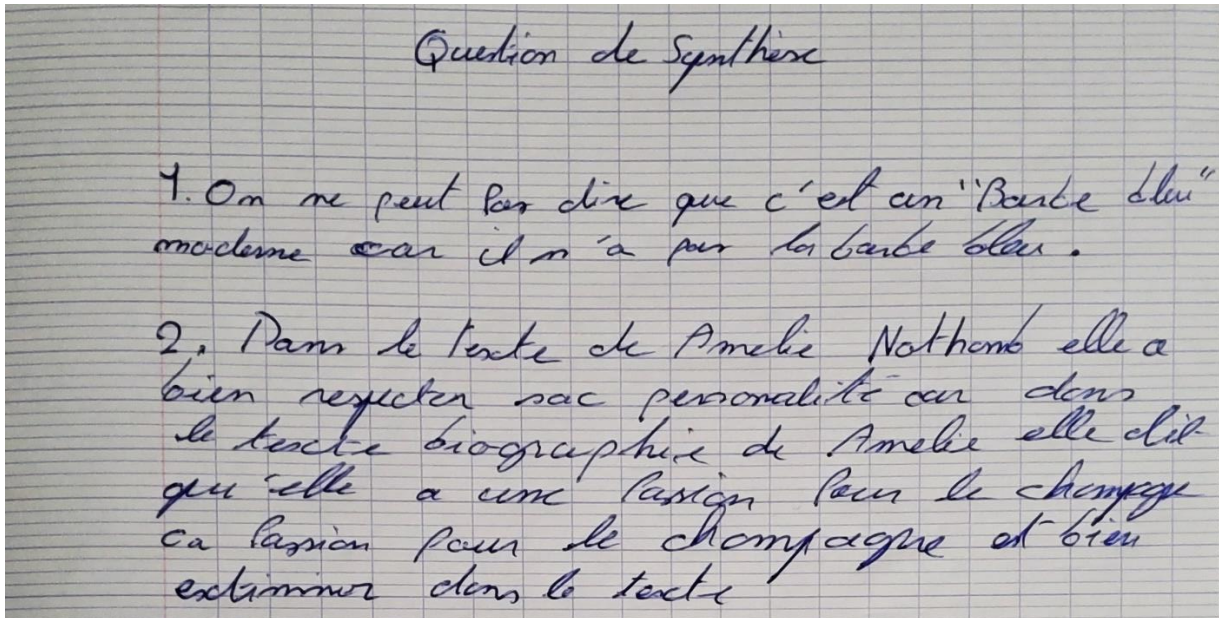 Question de Synthèse
1. On ne peut pas dire que c'est un "Barbe bleu"
moderne car il n'a pas la barbe bleu.
2. Dans le texte de Amelie Nothomb elle a
bien respecter sac personalité car dans
le texte biographie de Amelie elle dit
qu'elle a une passion pour le champagne
ca passion pour le champagne et bien
dans le texte